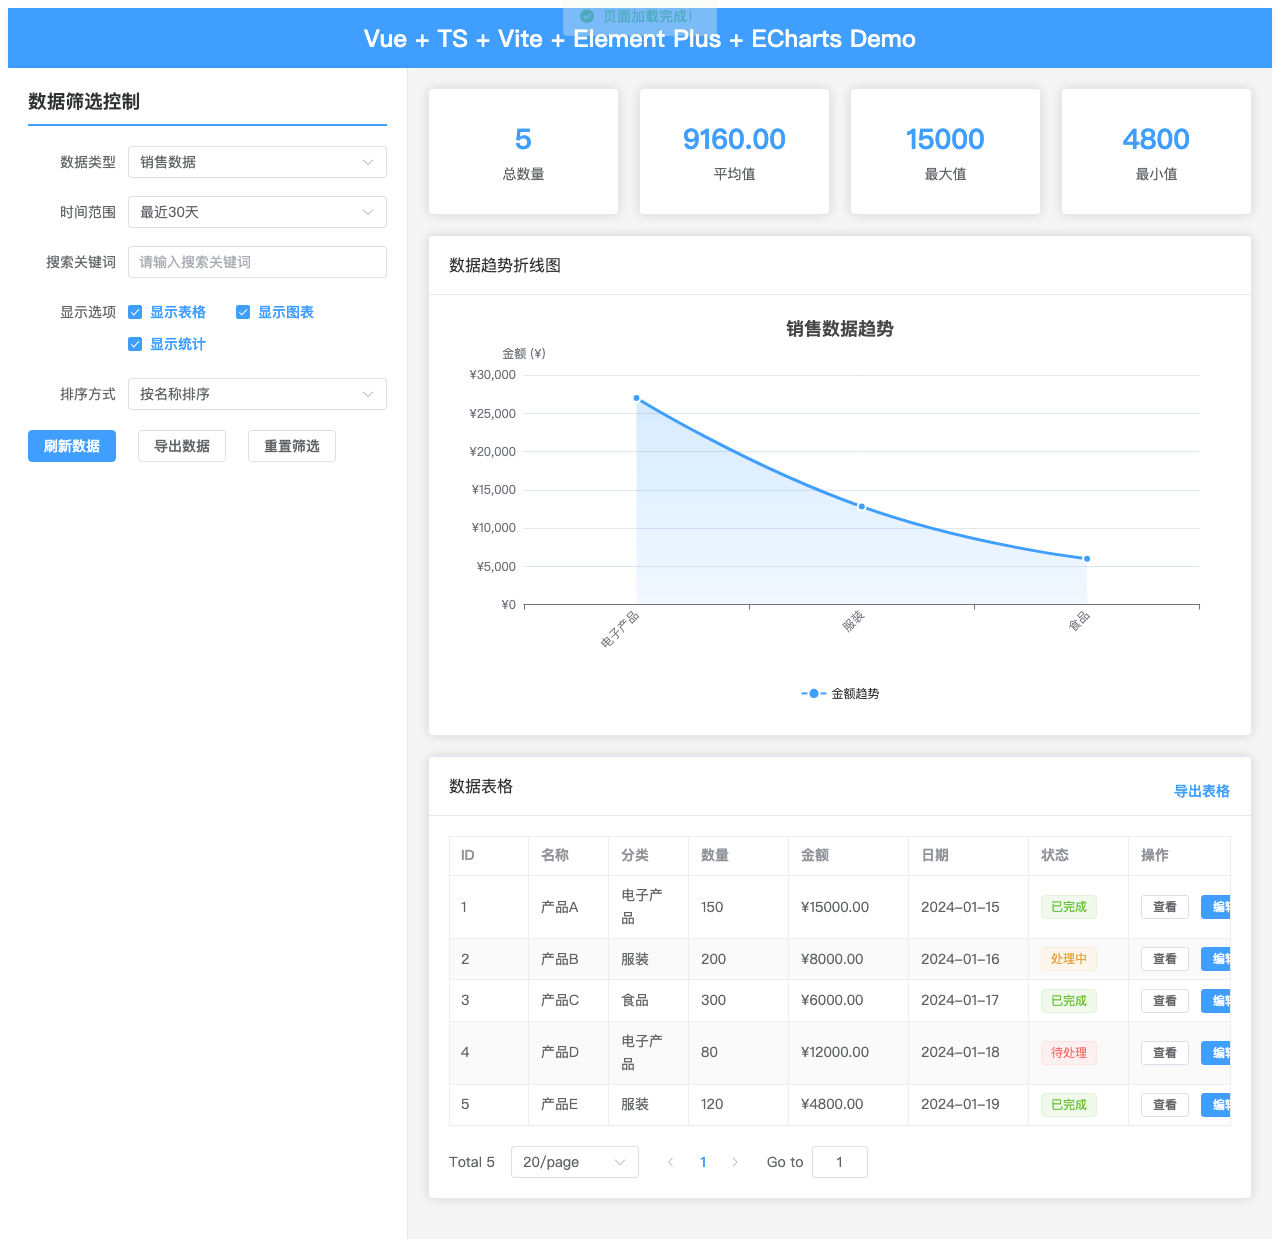 页面加载完成!
Vue + TS + Vite + Element Plus + ECharts Demo
数据筛选控制
数据类型 销售数据
时间范围 最近30天
搜索关键词 请输入搜索关键词
显示选项 显示表格 显示图表
显示统计
排序方式 按名称排序
刷新数据 导出数据 重置筛选
5 9160.00 15000 4800
总数量 平均值 最大值 最小值
数据趋势折线图
销售数据趋势
金额 (¥)
¥30,000
¥25,000
¥20,000
¥15,000
¥10,000
¥5,000
¥0
电子产品 服装 食品
金额趋势
数据表格 导出表格
ID 名称 分类 数量 金额 日期 状态 操作
1 产品A 电子产品 150 ¥15000.00 2024-01-15 已完成 查看 编辑
2 产品B 服装 200 ¥8000.00 2024-01-16 处理中 查看 编辑
3 产品C 食品 300 ¥6000.00 2024-01-17 已完成 查看 编辑
4 产品D 电子产品 80 ¥12000.00 2024-01-18 待处理 查看 编辑
5 产品E 服装 120 ¥4800.00 2024-01-19 已完成 查看 编辑
Total 5 20/page 1 Go to 1